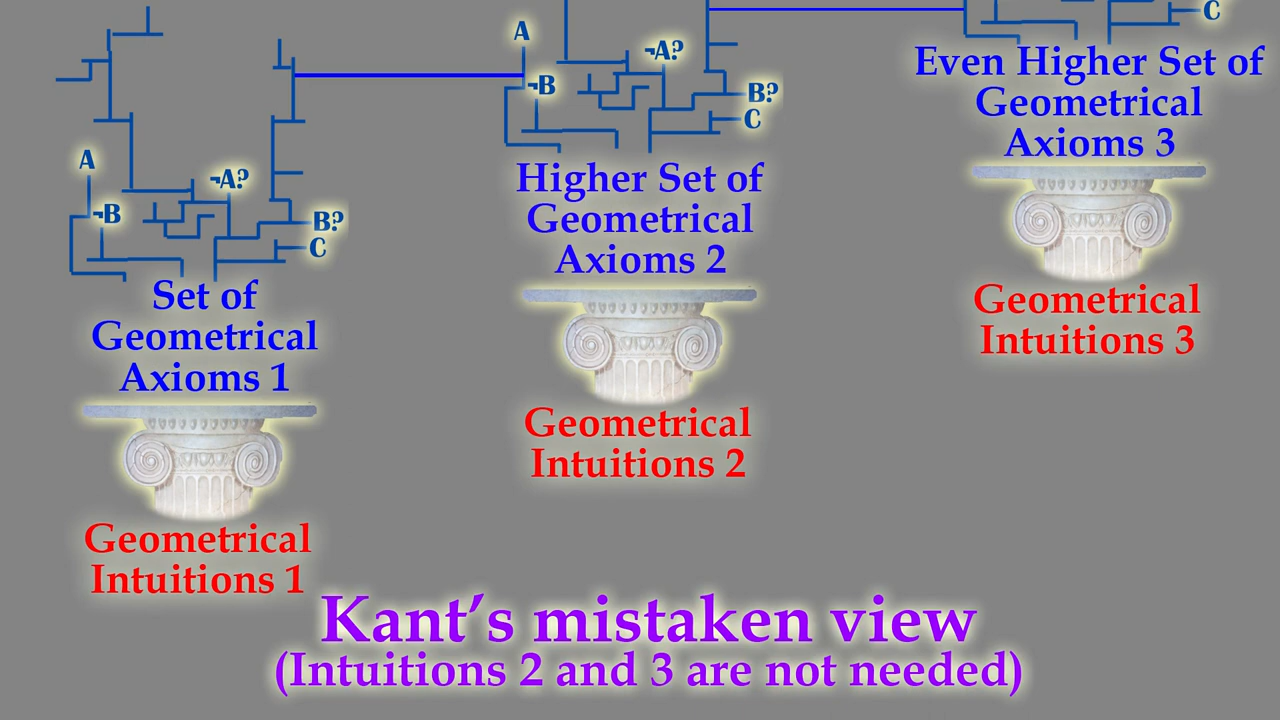 A
¬B
¬A?
B?
C
Set of
Geometrical
Axioms 1
Geometrical
Intuitions 1
A
¬B
¬A?
B?
C
Higher Set of
Geometrical
Axioms 2
Geometrical
Intuitions 2
C
Even Higher Set of
Geometrical
Axioms 3
Geometrical
Intuitions 3
Kant’s mistaken view
(Intuitions 2 and 3 are not needed)